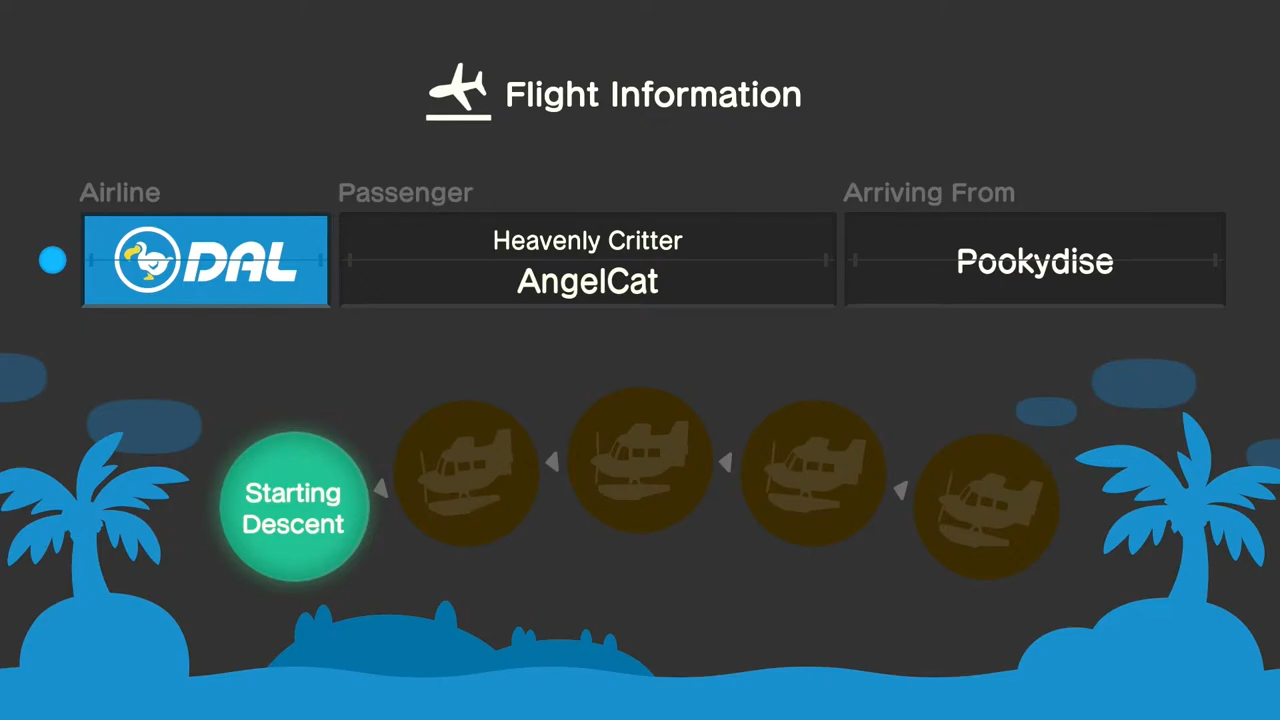 Flight Information
Airline
Passenger
Arriving From
DAL
Heavenly Critter
AngelCat
Pookydise
Starting
Descent